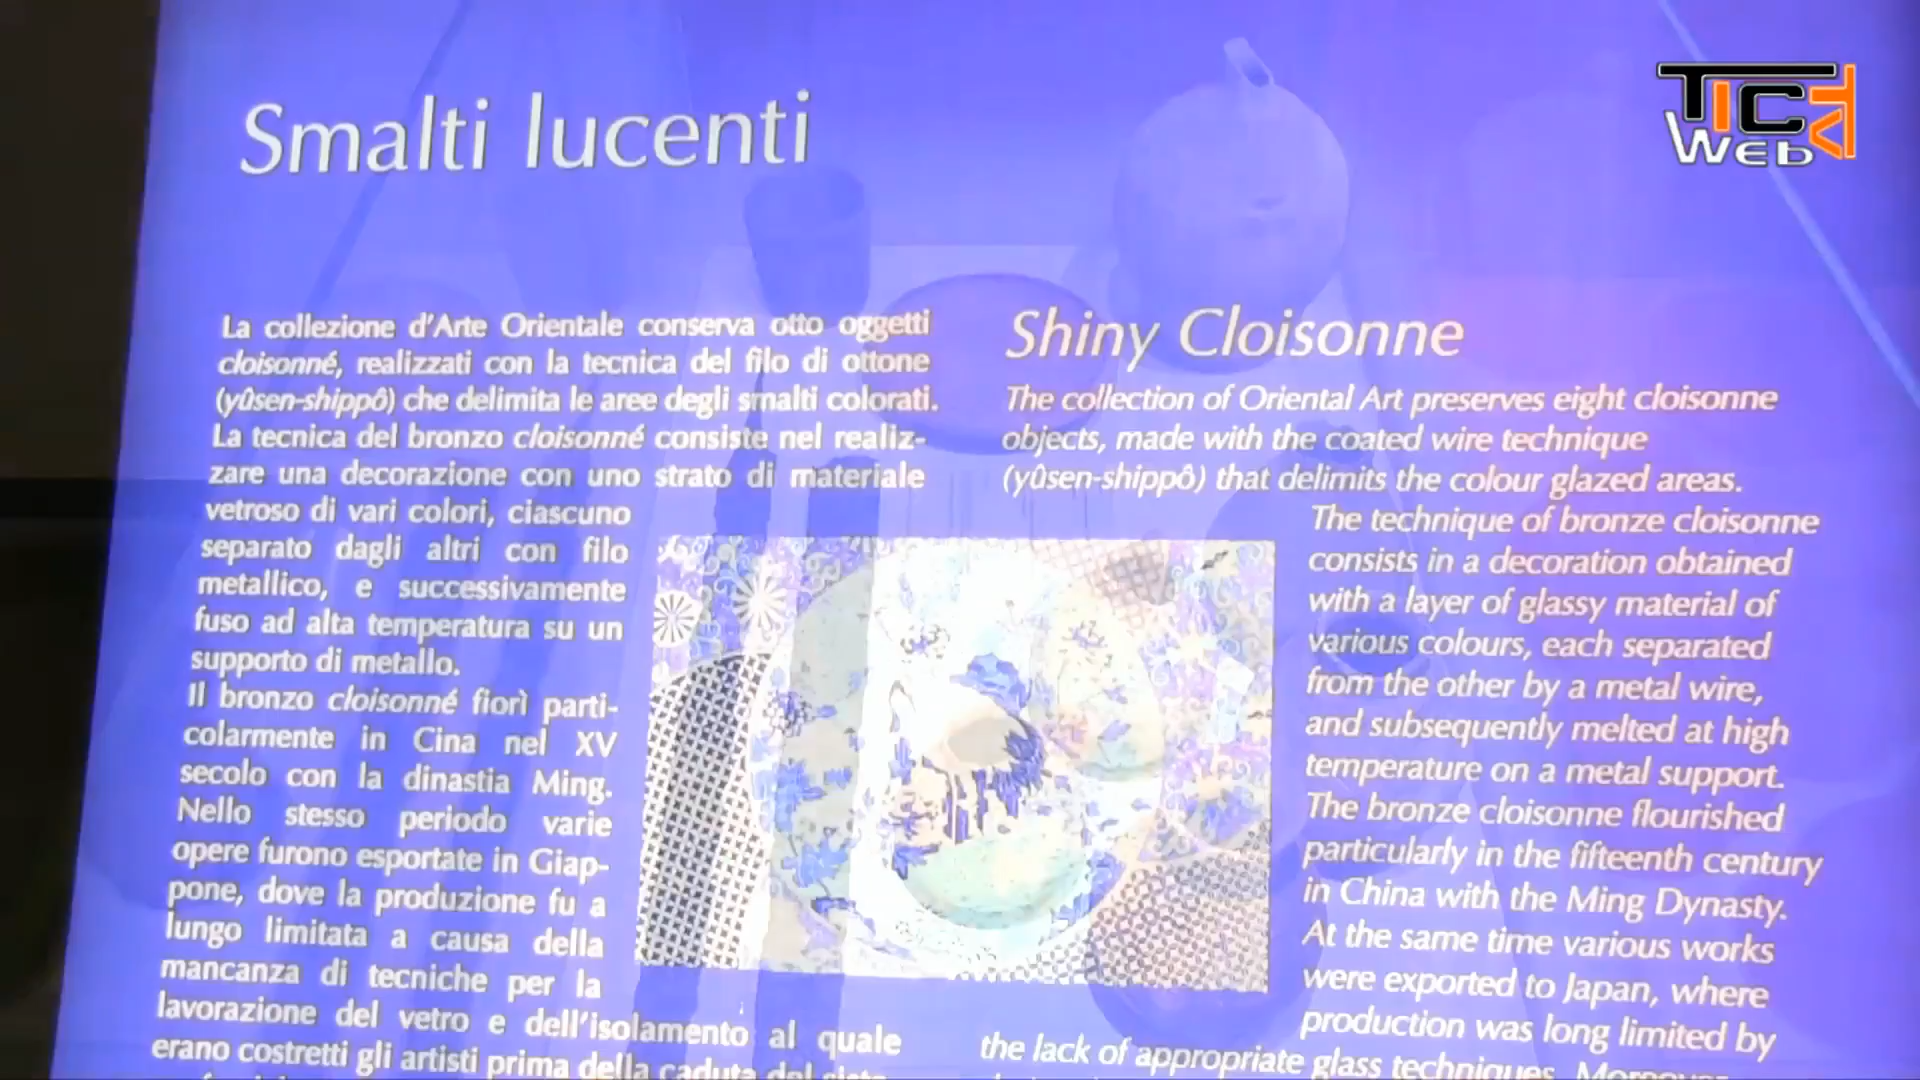 Smalti lucenti
La collezione d'Arte Orientale conserva otto oggetti
cloisonné, realizzati con la tecnica del filo di ottone
(yûsen-shippô) che delimita le aree degli smalti colorati.
La tecnica del bronzo cloisonné consiste nel realiz-
zare una decorazione con uno strato di materiale
vetroso di vari colori, ciascuno
separato dagli altri con filo
metallico, e successivamente
fuso ad alta temperatura su un
supporto di metallo.
Il bronzo cloisonné fiorì parti-
colarmente in Cina nel XV
secolo con la dinastia Ming.
Nello stesso periodo varie
opere furono esportate in Giap-
pone, dove la produzione fu a
lungo limitata a causa della
mancanza di tecniche per la
lavorazione del vetro e dell'isolamento al quale
erano costretti gli artisti prima della caduta del
Shiny Cloisonne
The collection of Oriental Art preserves eight cloisonne
objects, made with the coated wire technique
(yûsen-shippô) that delimits the colour glazed areas.
The technique of bronze cloisonne
consists in a decoration obtained
with a layer of glassy material of
various colours, each separated
from the other by a metal wire,
and subsequently melted at high
temperature on a metal support.
The bronze cloisonne flourished
particularly in the fifteenth century
in China with the Ming Dynasty.
At the same time various works
were exported to Japan, where
production was long limited by
the lack of appropriate glass techniques. Moreover
TICTV
WEB